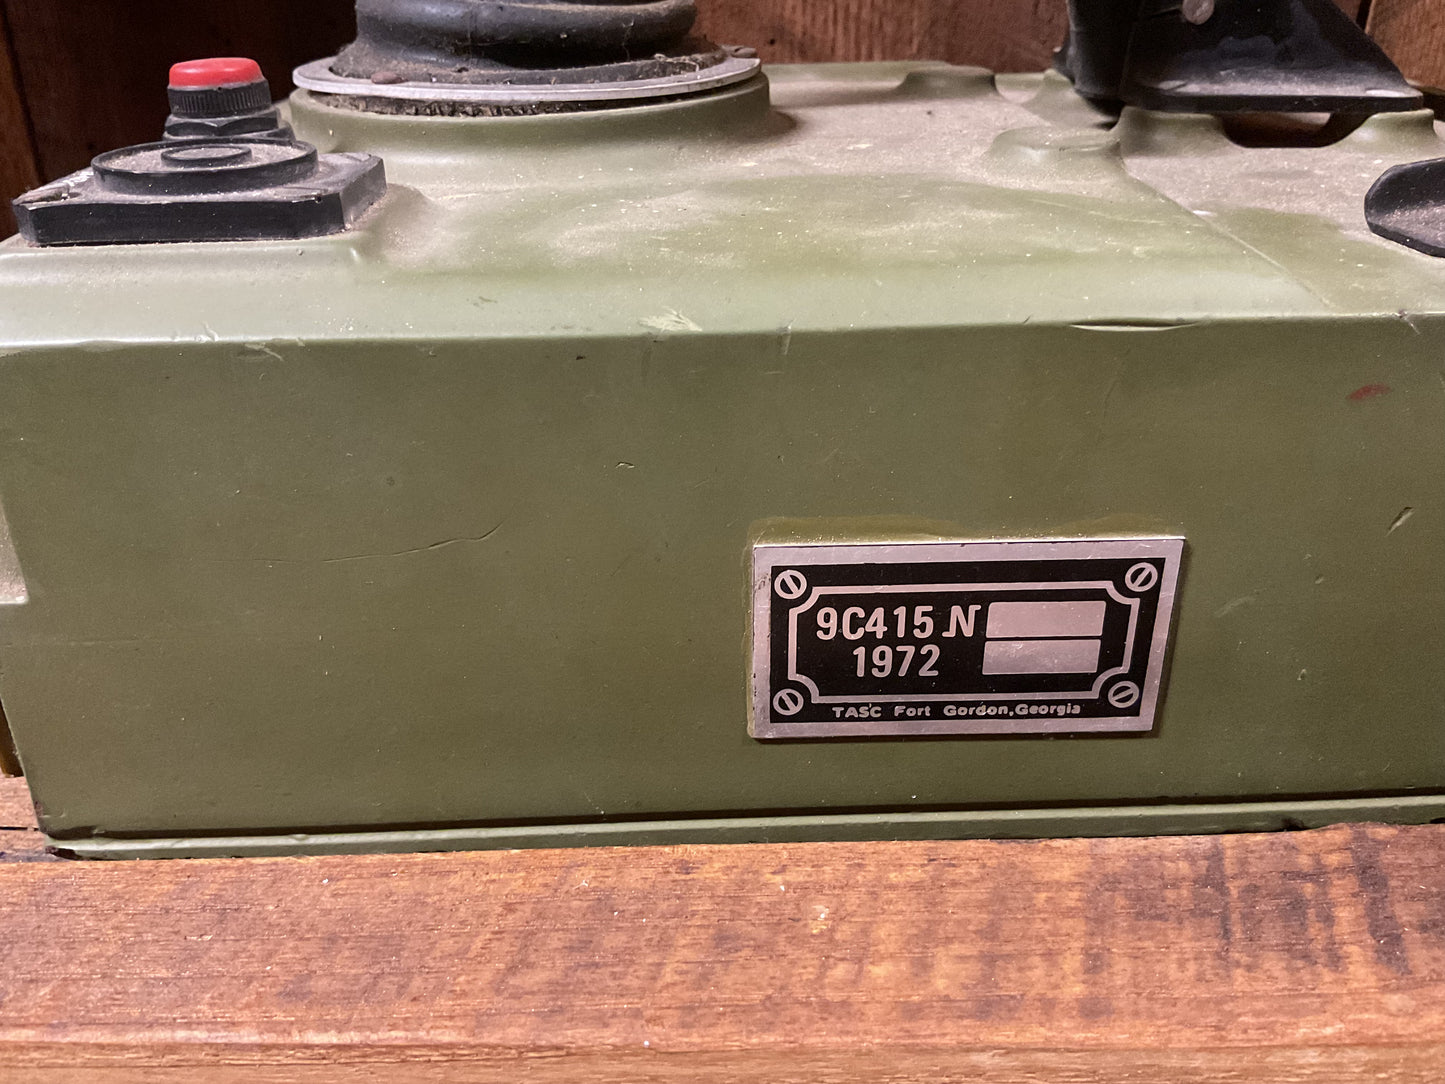 9C415 N
1972
TASC Fort Gordon, Georgia